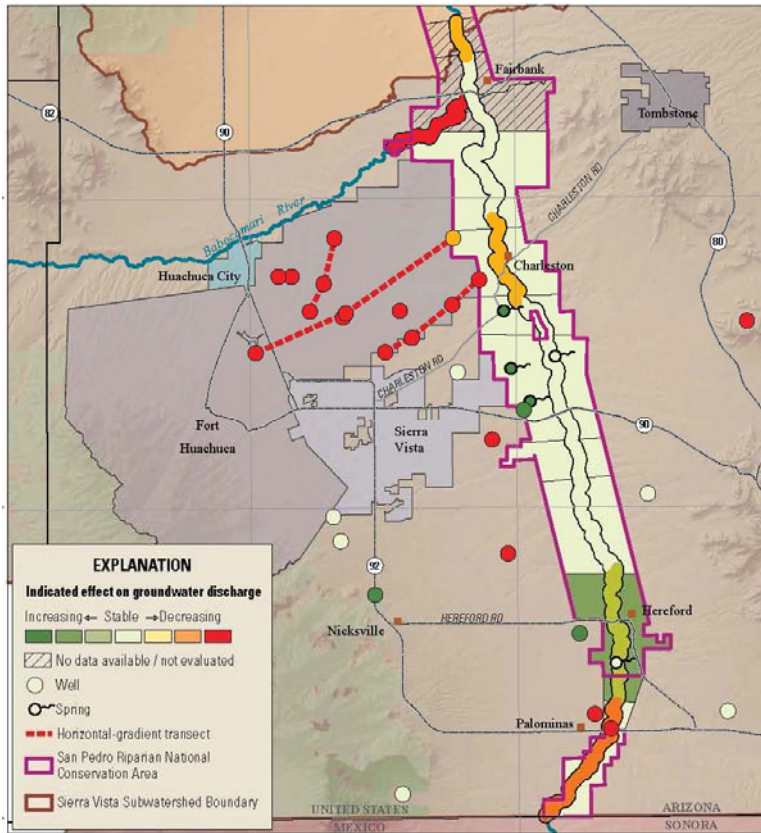 Fairbank
82
90
Tombstone
Babocomari River
CHARLESTON RD
80
Huachuca City
Charleston
CHARLESTON RD
Fort
Huachuca
Sierra
Vista
90
EXPLANATION
Indicated effect on groundwater discharge
Increasing ← Stable → Decreasing
No data available / not evaluated
Well
Spring
Horizontal-gradient transect
San Pedro Riparian National
Conservation Area
Sierra Vista Subwatershed Boundary
92
Nicksville
HEREFORD RD
Hereford
Palominas
UNITED STATES
MEXICO
ARIZONA
SONORA